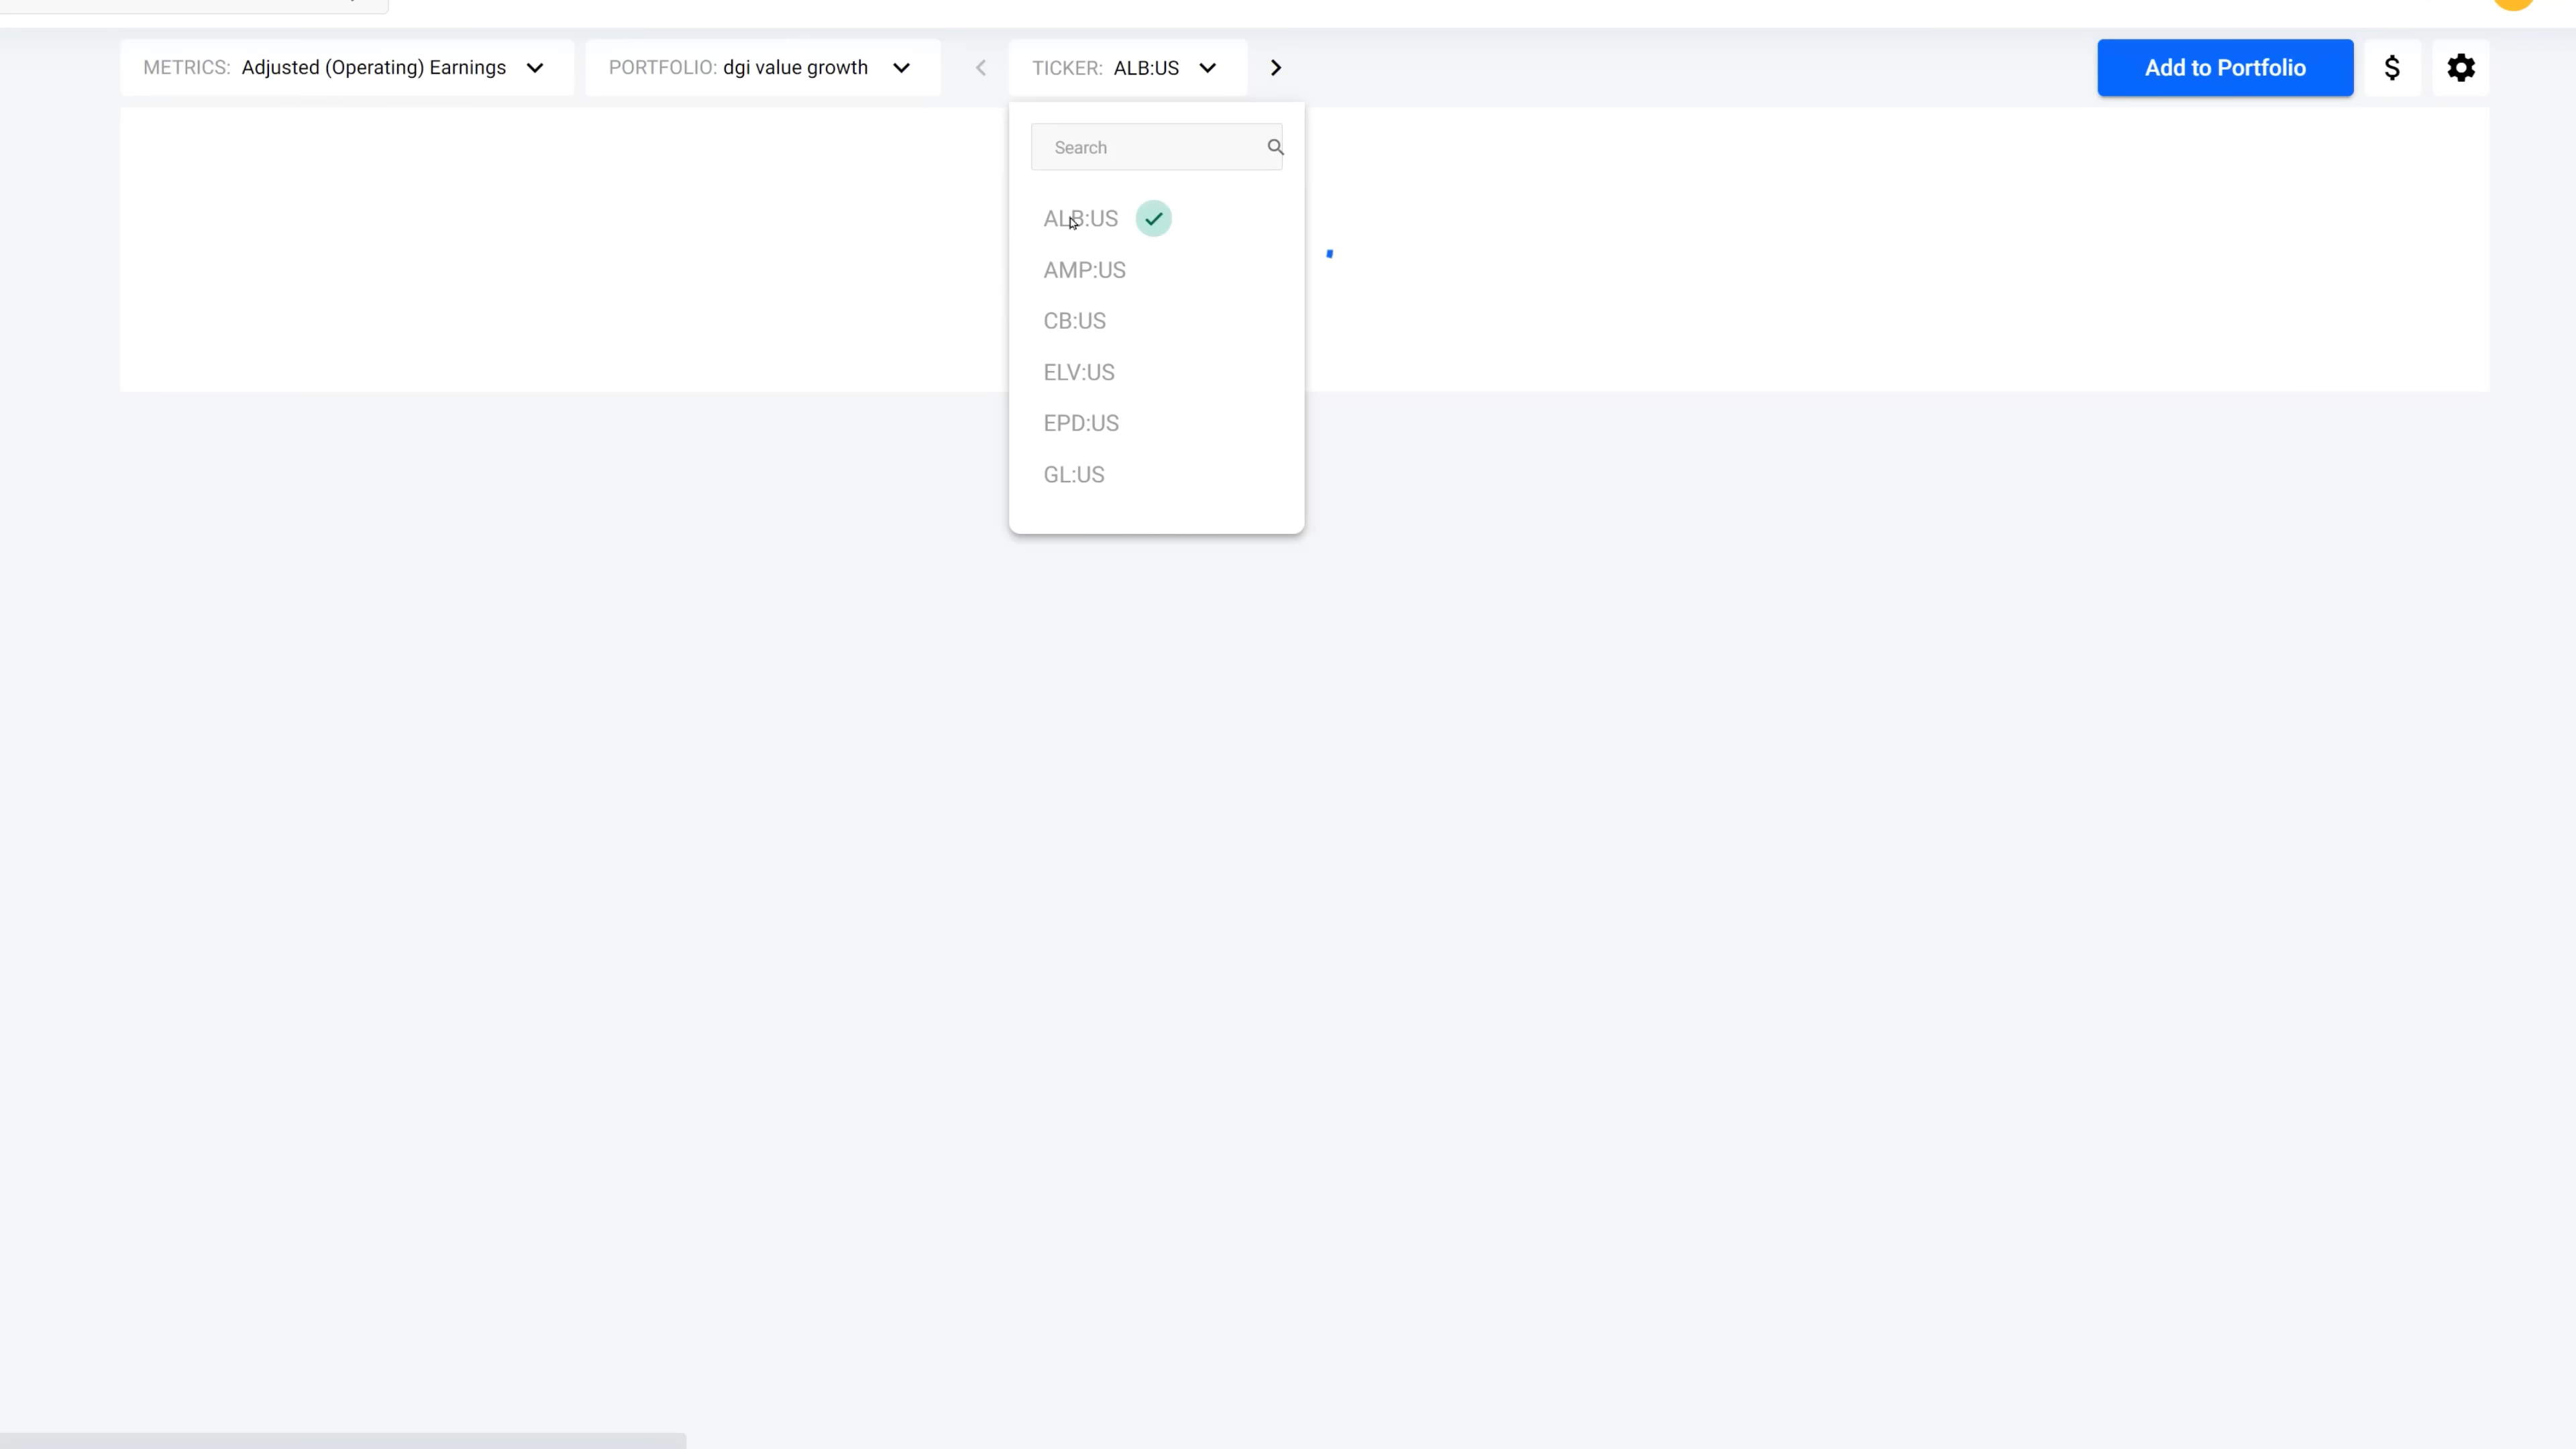 METRICS: Adjusted (Operating) Earnings PORTFOLIO: dgi value growth TICKER: ALB:US Add to Portfolio $
Search
ALB:US
AMP:US
CB:US
ELV:US
EPD:US
GL:US